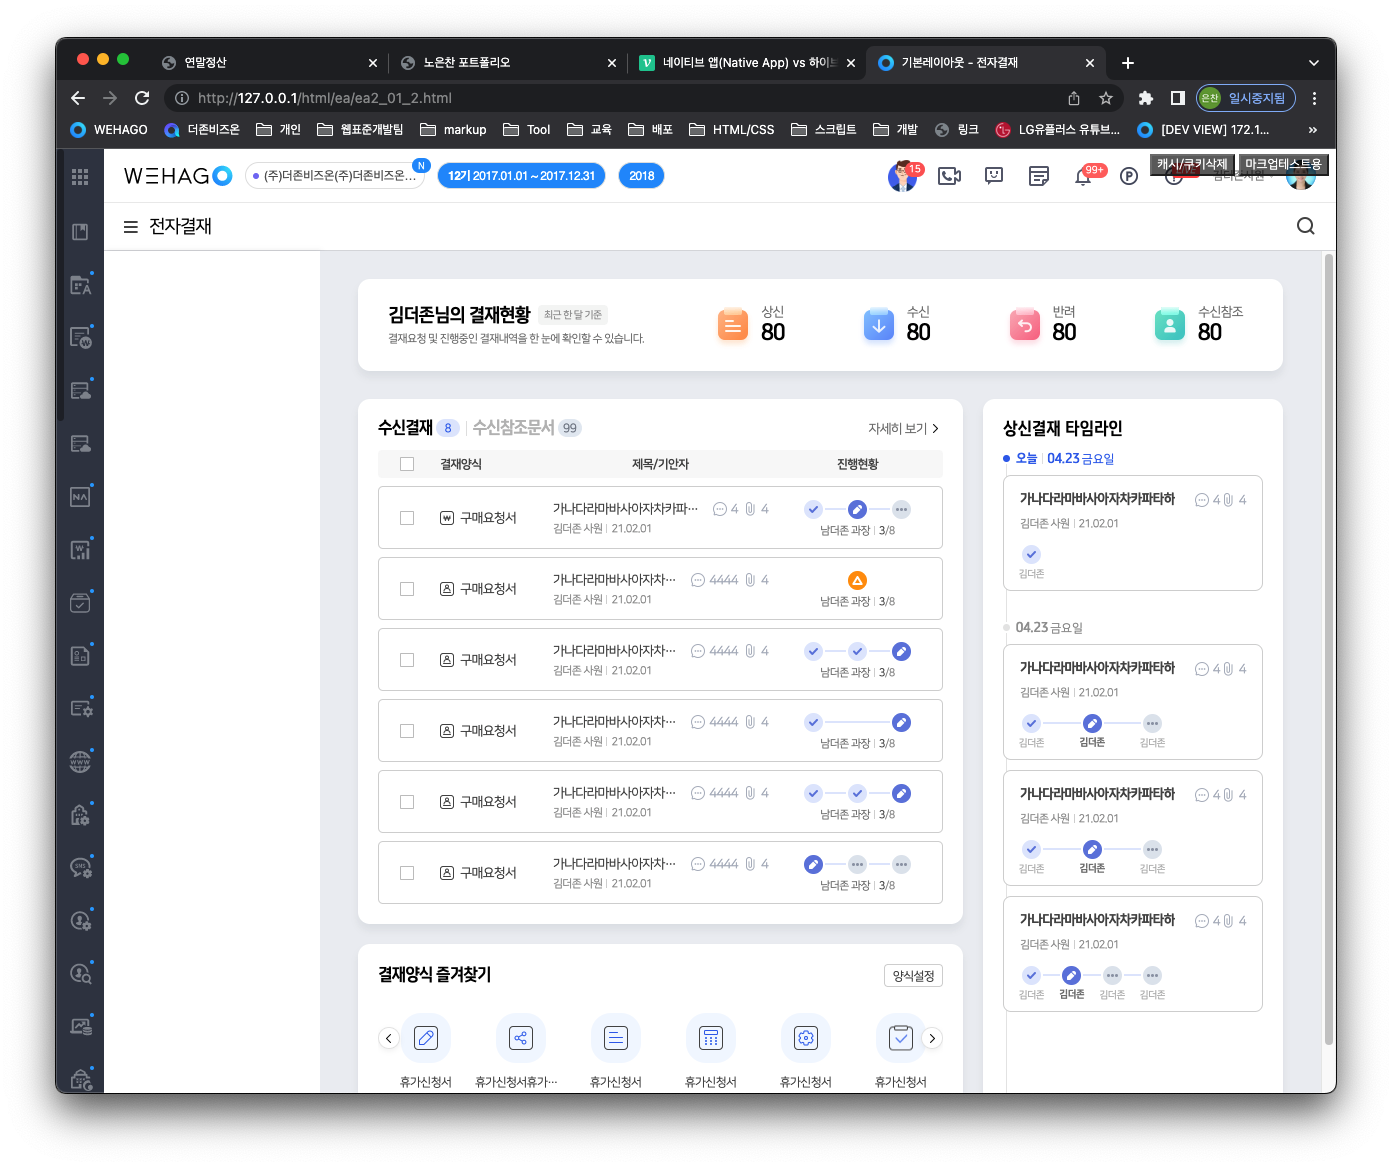 연말정산
노은찬 포트폴리오
네이티브 앱(Native App) vs 하이브
기본레이아웃 - 전자결재
http://127.0.0.1/html/ea/ea2_01_2.html
은찬 일시중지됨
WEHAGO
더존비즈온
개인
웹표준개발팀
markup
Tool
교육
배포
HTML/CSS
스크립트
개발
링크
LG유플러스 유튜브...
[DEV VIEW] 172.1...
WEHAGO
(주)더존비즈온(주)더존비즈온...
N
12기 2017.01.01 ~ 2017.12.31
2018
15
99+
캐시/쿠키삭제
마크업테스트용
전자결재
김더존님의 결재현황
최근 한 달 기준
결재요청 및 진행중인 결재내역을 한 눈에 확인할 수 있습니다.
상신
80
수신
80
반려
80
수신참조
80
수신결재 8
수신참조문서 99
자세히 보기
결재양식
제목/기안자
진행현황
구매요청서
가나다라마바사아자차카파··· 4 4
김더존 사원 | 21.02.01
남더존 과장 | 3/8
구매요청서
가나다라마바사아자차··· 4444 4
김더존 사원 | 21.02.01
남더존 과장 | 3/8
구매요청서
가나다라마바사아자차··· 4444 4
김더존 사원 | 21.02.01
남더존 과장 | 3/8
구매요청서
가나다라마바사아자차··· 4444 4
김더존 사원 | 21.02.01
남더존 과장 | 3/8
구매요청서
가나다라마바사아자차··· 4444 4
김더존 사원 | 21.02.01
남더존 과장 | 3/8
구매요청서
가나다라마바사아자차··· 4444 4
김더존 사원 | 21.02.01
남더존 과장 | 3/8
결재양식 즐겨찾기
양식설정
휴가신청서
휴가신청서휴가···
휴가신청서
휴가신청서
휴가신청서
휴가신청서
상신결재 타임라인
오늘 | 04.23 금요일
가나다라마바사아자차카파타하 4 4
김더존 사원 | 21.02.01
김더존
04.23 금요일
가나다라마바사아자차카파타하 4 4
김더존 사원 | 21.02.01
김더존 김더존 김더존
가나다라마바사아자차카파타하 4 4
김더존 사원 | 21.02.01
김더존 김더존 김더존
가나다라마바사아자차카파타하 4 4
김더존 사원 | 21.02.01
김더존 김더존 김더존 김더존